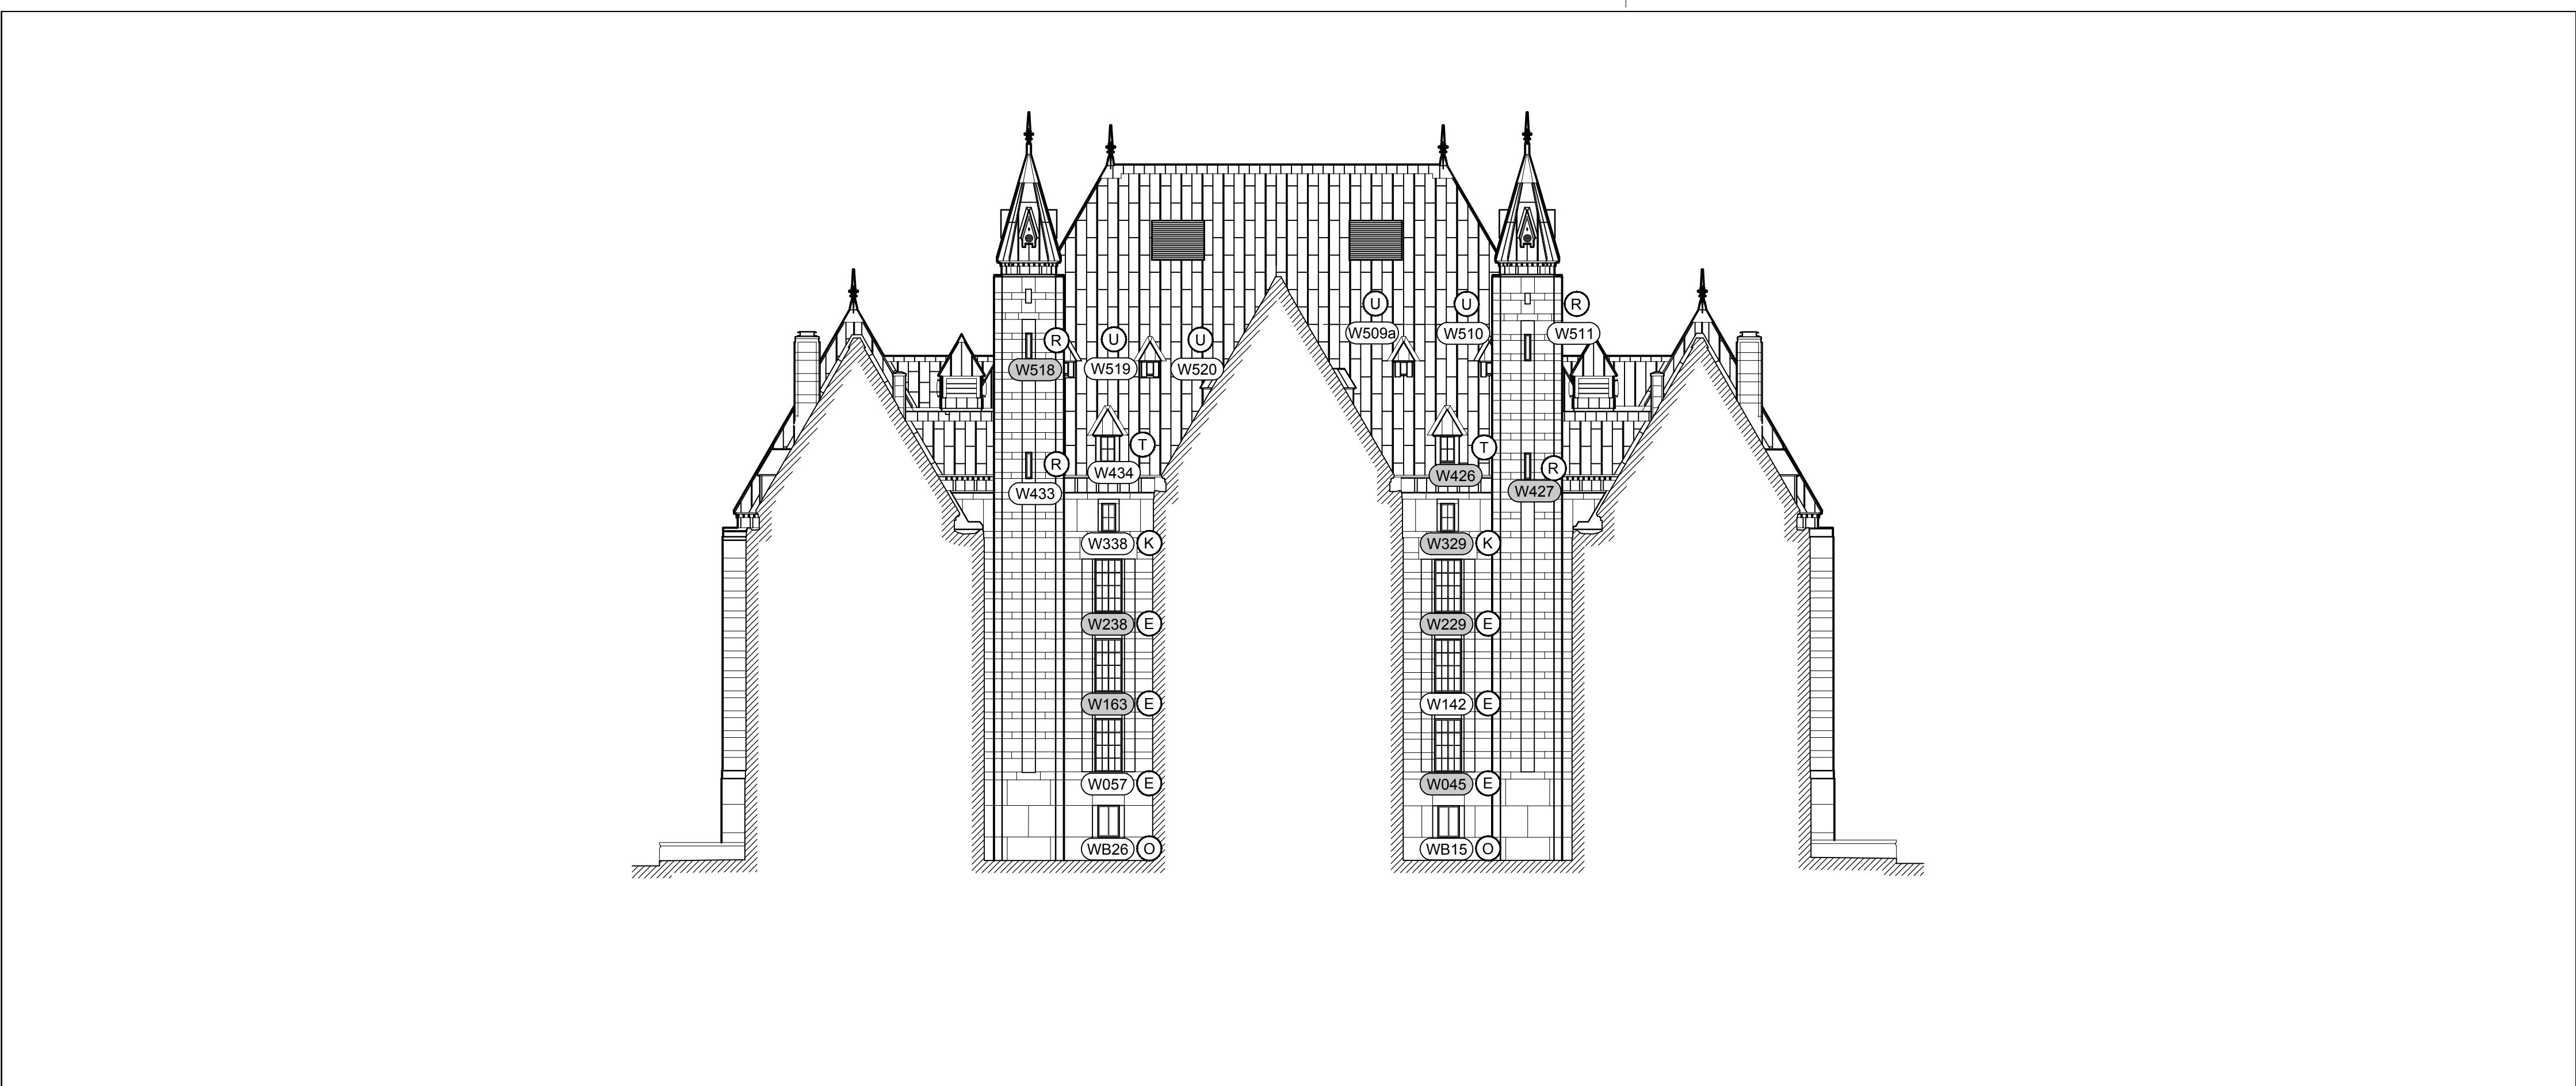 U U R
W509a W510 W511
R U U
W518 W519 W520
T T
R W434 W426 R
W433 W427
W338 K W329 K
W238 E W229 E
W163 E W142 E
W057 E W045 E
WB26 O WB15 O